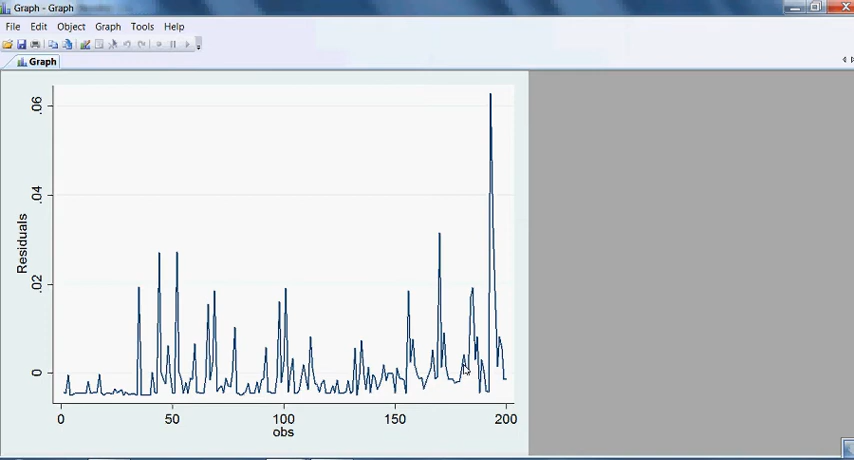 Graph - Graph
File Edit Object Graph Tools Help
Graph
.06
.04
.02
0
Residuals
0 50 100 150 200
obs